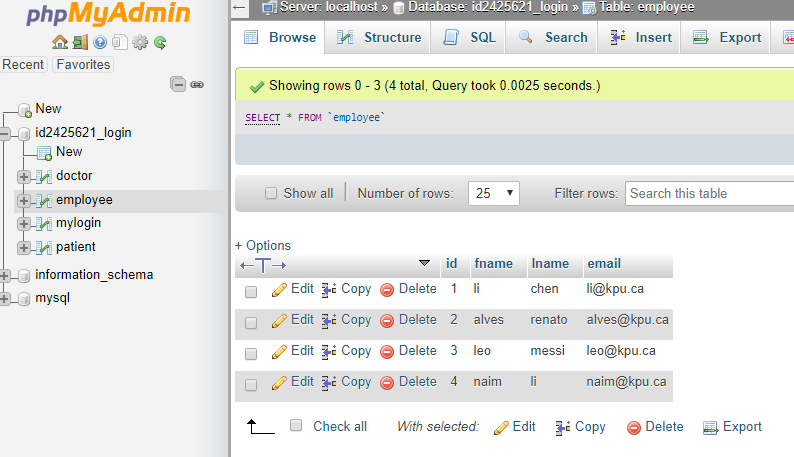 phpMyAdmin
Recent Favorites
New
id2425621_login
New
doctor
employee
mylogin
patient
information_schema
mysql
Server: localhost » Database: id2425621_login » Table: employee
Browse Structure SQL Search Insert Export
Showing rows 0 - 3 (4 total, Query took 0.0025 seconds.)
SELECT * FROM `employee`
Show all Number of rows: 25 Filter rows: Search this table
+ Options
id fname lname email
Edit Copy Delete 1 li chen li@kpu.ca
Edit Copy Delete 2 alves renato alves@kpu.ca
Edit Copy Delete 3 leo messi leo@kpu.ca
Edit Copy Delete 4 naim li naim@kpu.ca
Check all With selected: Edit Copy Delete Export